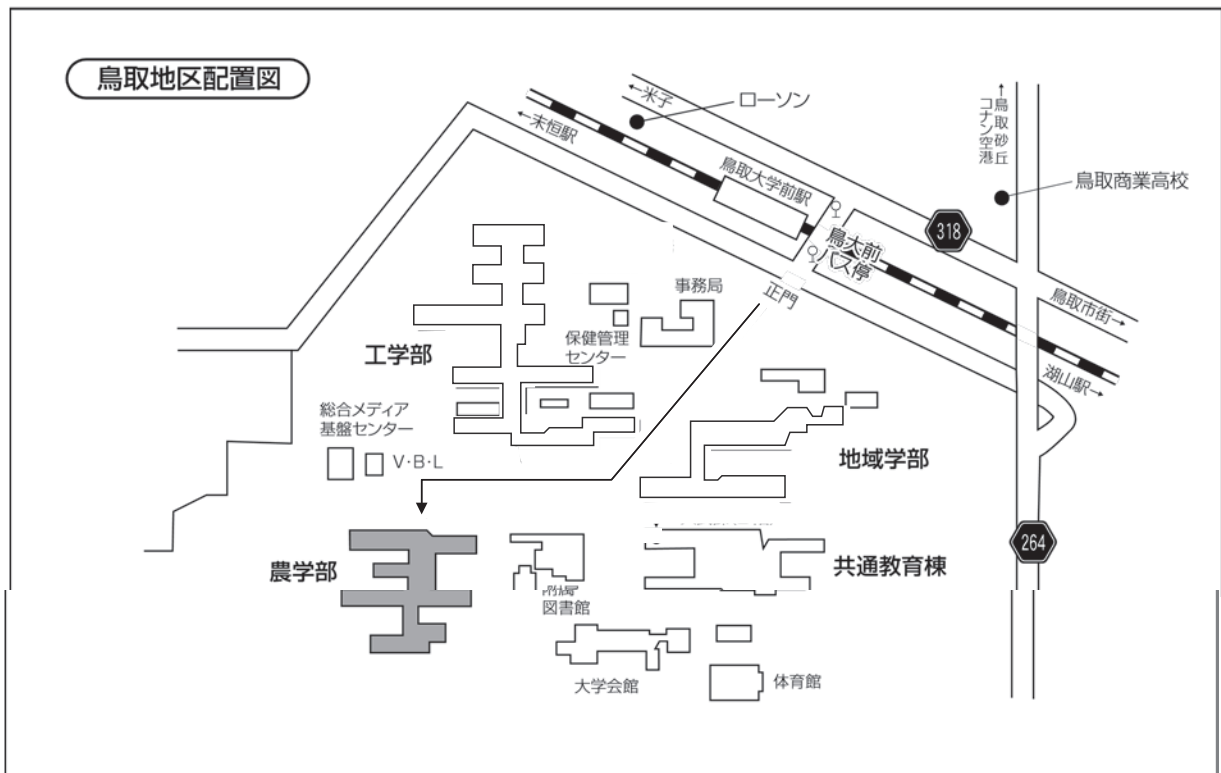 鳥取地区配置図
←米子
ローソン
←末恒駅
鳥取大学前駅
↑鳥取砂丘
コナン空港
鳥取商業高校
318
鳥大前
バス停
鳥取市街→
正門
事務局
保健管理
センター
湖山駅→
工学部
総合メディア
基盤センター
V・B・L
地域学部
264
農学部
共通教育棟
附属
図書館
大学会館
体育館